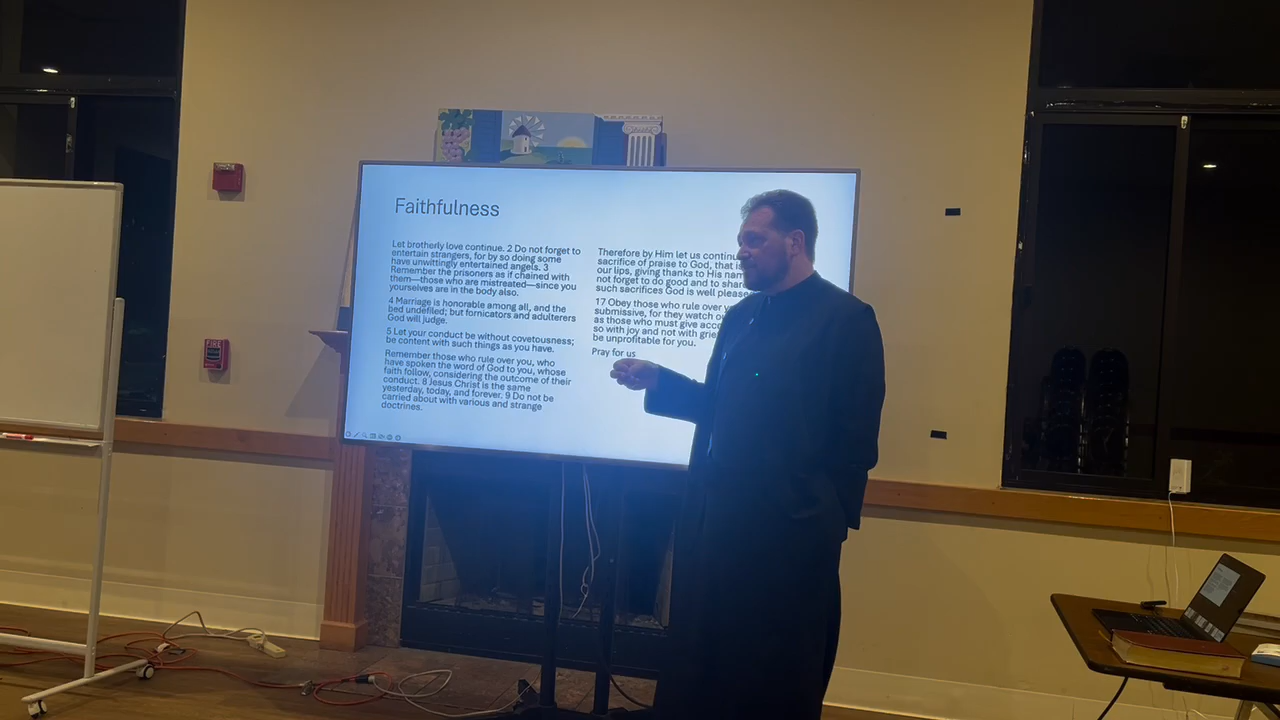 Faithfulness
Let brotherly love continue. 2 Do not forget to
entertain strangers, for by so doing some
have unwittingly entertained angels. 3
Remember the prisoners as if chained with
them—those who are mistreated—since you
yourselves are in the body also.
4 Marriage is honorable among all, and the
bed undefiled; but fornicators and adulterers
God will judge.
5 Let your conduct be without covetousness;
be content with such things as you have.
Remember those who rule over you, who
have spoken the word of God to you, whose
faith follow, considering the outcome of their
conduct. 8 Jesus Christ is the same
yesterday, today, and forever. 9 Do not be
carried about with various and strange
doctrines.
Therefore by Him let us continu
sacrifice of praise to God, that is
our lips, giving thanks to His nam
not forget to do good and to share
such sacrifices God is well please
17 Obey those who rule over y
submissive, for they watch ou
as those who must give acc
so with joy and not with grie
be unprofitable for you.
Pray for us
FIRE